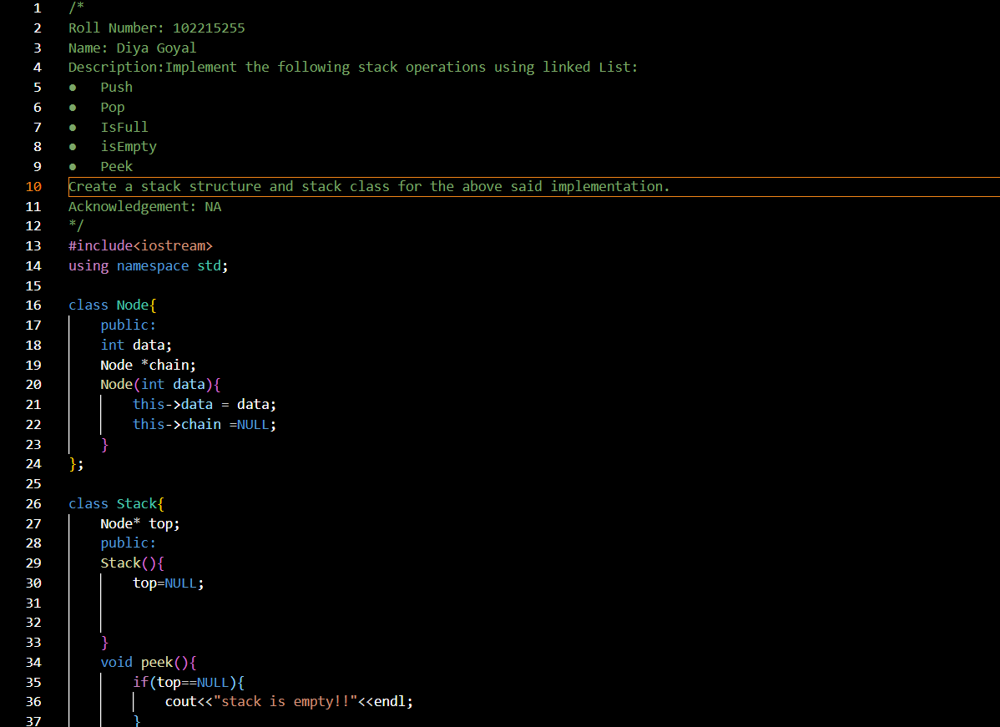 1 /*
2 Roll Number: 102215255
3 Name: Diya Goyal
4 Description:Implement the following stack operations using linked List:
5 ● Push
6 ● Pop
7 ● IsFull
8 ● isEmpty
9 ● Peek
10 Create a stack structure and stack class for the above said implementation.
11 Acknowledgement: NA
12 */
13 #include<iostream>
14 using namespace std;
15
16 class Node{
17     public:
18     int data;
19     Node *chain;
20     Node(int data){
21         this->data = data;
22         this->chain =NULL;
23     }
24 };
25
26 class Stack{
27     Node* top;
28     public:
29     Stack(){
30         top=NULL;
31
32
33     }
34     void peek(){
35         if(top==NULL){
36             cout<<"stack is empty!!"<<endl;
37         }